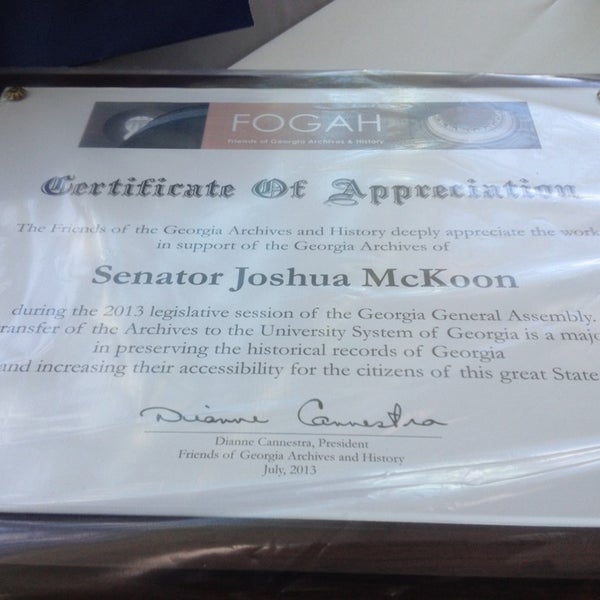 FOGAH
Friends of Georgia Archives & History
Certificate Of Appreciation
The Friends of the Georgia Archives and History deeply appreciate the work
in support of the Georgia Archives of
Senator Joshua McKoon
during the 2013 legislative session of the Georgia General Assembly.
ransfer of the Archives to the University System of Georgia is a majo
in preserving the historical records of Georgia
and increasing their accessibility for the citizens of this great State
Dianne Cannestra
Dianne Cannestra, President
Friends of Georgia Archives and History
July, 2013